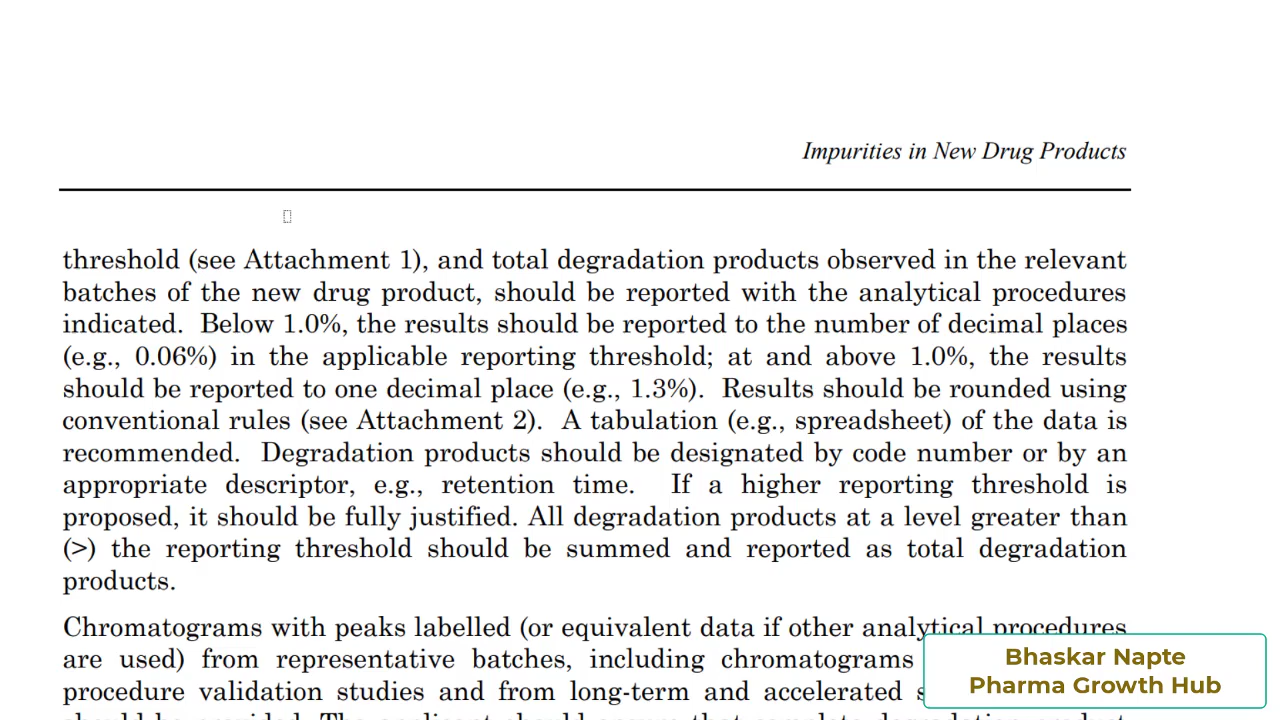 Impurities in New Drug Products
threshold (see Attachment 1), and total degradation products observed in the relevant
batches of the new drug product, should be reported with the analytical procedures
indicated. Below 1.0%, the results should be reported to the number of decimal places
(e.g., 0.06%) in the applicable reporting threshold; at and above 1.0%, the results
should be reported to one decimal place (e.g., 1.3%). Results should be rounded using
conventional rules (see Attachment 2). A tabulation (e.g., spreadsheet) of the data is
recommended. Degradation products should be designated by code number or by an
appropriate descriptor, e.g., retention time. If a higher reporting threshold is
proposed, it should be fully justified. All degradation products at a level greater than
(>) the reporting threshold should be summed and reported as total degradation
products.
Chromatograms with peaks labelled (or equivalent data if other analytical procedures
are used) from representative batches, including chromatograms
procedure validation studies and from long-term and accelerated
Bhaskar Napte
Pharma Growth Hub